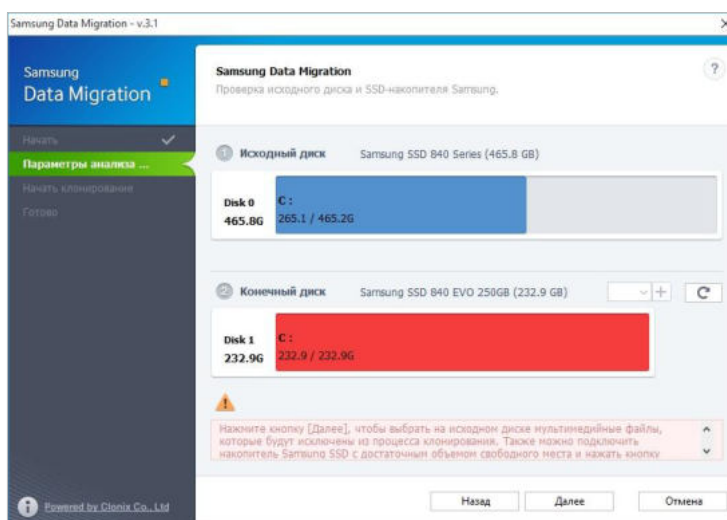 Samsung Data Migration - v.3.1
Samsung
Data Migration
Начать
Параметры анализа ...
Начать клонирование
Готово
Powered by Clonix Co., Ltd
Samsung Data Migration
Проверка исходного диска и SSD-накопителя Samsung.
?
1 Исходный диск Samsung SSD 840 Series (465.8 GB)
Disk 0
465.8G
C :
265.1 / 465.2G
2 Конечный диск Samsung SSD 840 EVO 250GB (232.9 GB)
Disk 1
232.9G
C :
232.9 / 232.9G
Нажмите кнопку [Далее], чтобы выбрать на исходном диске мультимедийные файлы,
которые будут исключены из процесса клонирования. Также можно подключить
накопитель Samsung SSD с достаточным объемом свободного места и нажать кнопку
Назад Далее Отмена